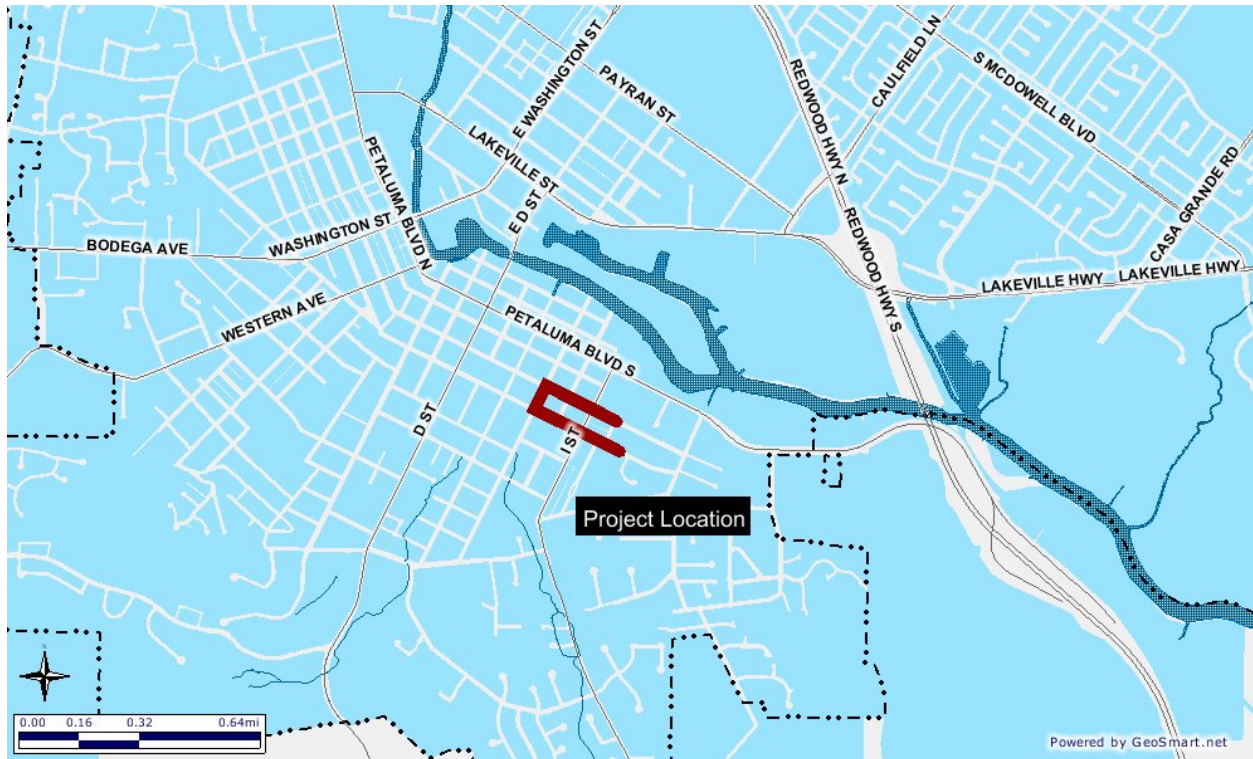 E WASHINGTON ST
PAYRAN ST
REDWOOD HWY N
CAULFIELD LN
S MCDOWELL BLVD
LAKEVILLE ST
CASA GRANDE RD
PETALUMA BLVD N
E D ST
WASHINGTON ST
BODEGA AVE
REDWOOD HWY S
LAKEVILLE HWY
LAKEVILLE HWY
WESTERN AVE
PETALUMA BLVD S
D ST
I ST
Project Location
N
0.00 0.16 0.32 0.64mi
Powered by GeoSmart.net